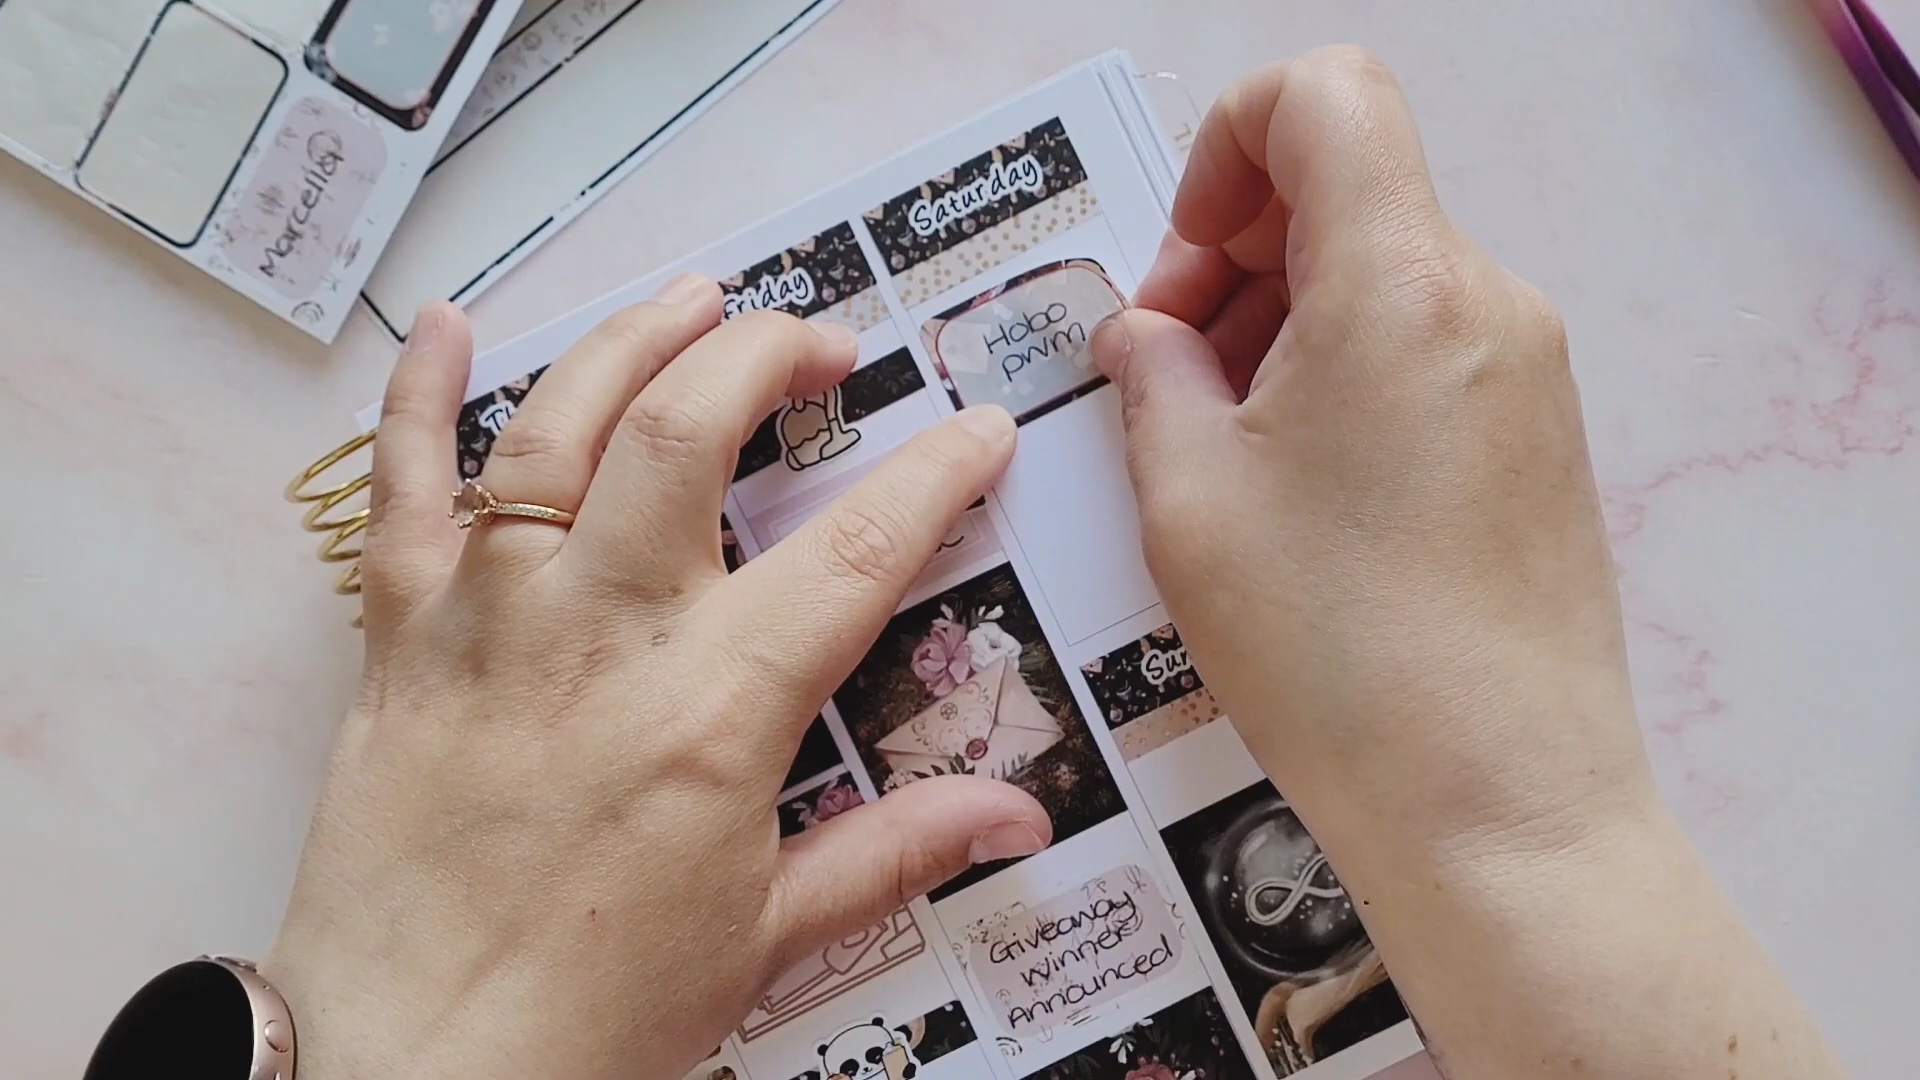 Marcello
Saturday
Friday
Hobo
pwm
Giveaway
Winner
Announced